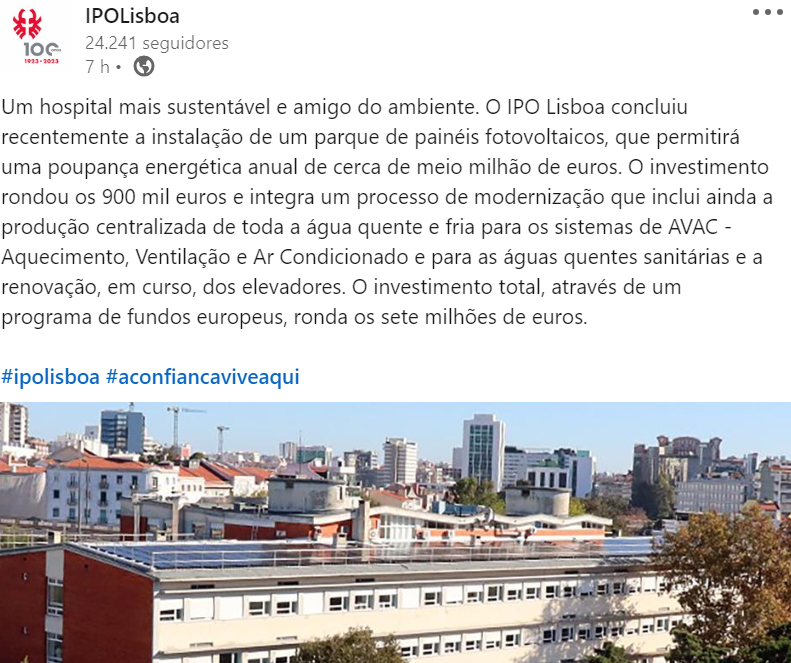 IPOLisboa
24.241 seguidores
7 h •
100
1923 - 2023
Um hospital mais sustentável e amigo do ambiente. O IPO Lisboa concluiu
recentemente a instalação de um parque de painéis fotovoltaicos, que permitirá
uma poupança energética anual de cerca de meio milhão de euros. O investimento
rondou os 900 mil euros e integra um processo de modernização que inclui ainda a
produção centralizada de toda a água quente e fria para os sistemas de AVAC -
Aquecimento, Ventilação e Ar Condicionado e para as águas quentes sanitárias e a
renovação, em curso, dos elevadores. O investimento total, através de um
programa de fundos europeus, ronda os sete milhões de euros.
#ipolisboa #aconfiancaviveaqui